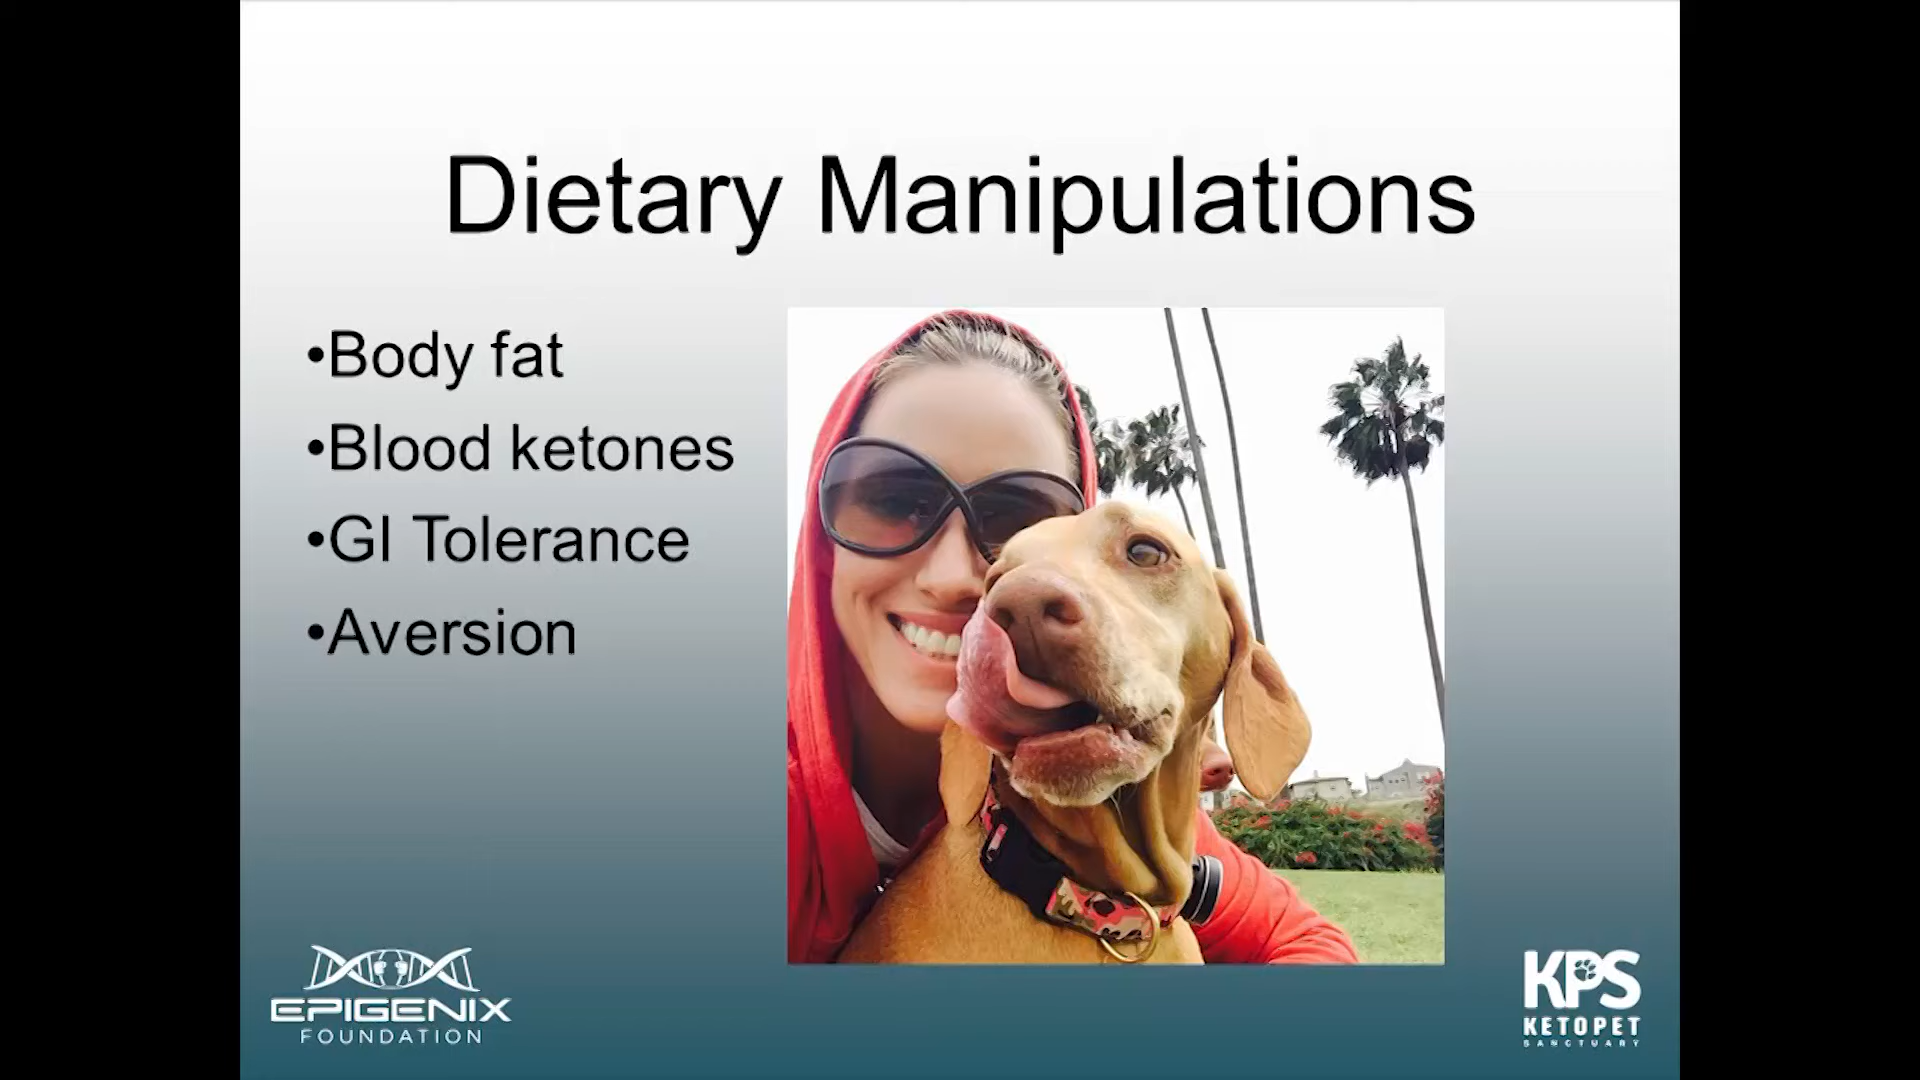 Dietary Manipulations
•Body fat
•Blood ketones
•GI Tolerance
•Aversion
EPIGENIX
FOUNDATION
KPS
KETOPET
SANCTUARY